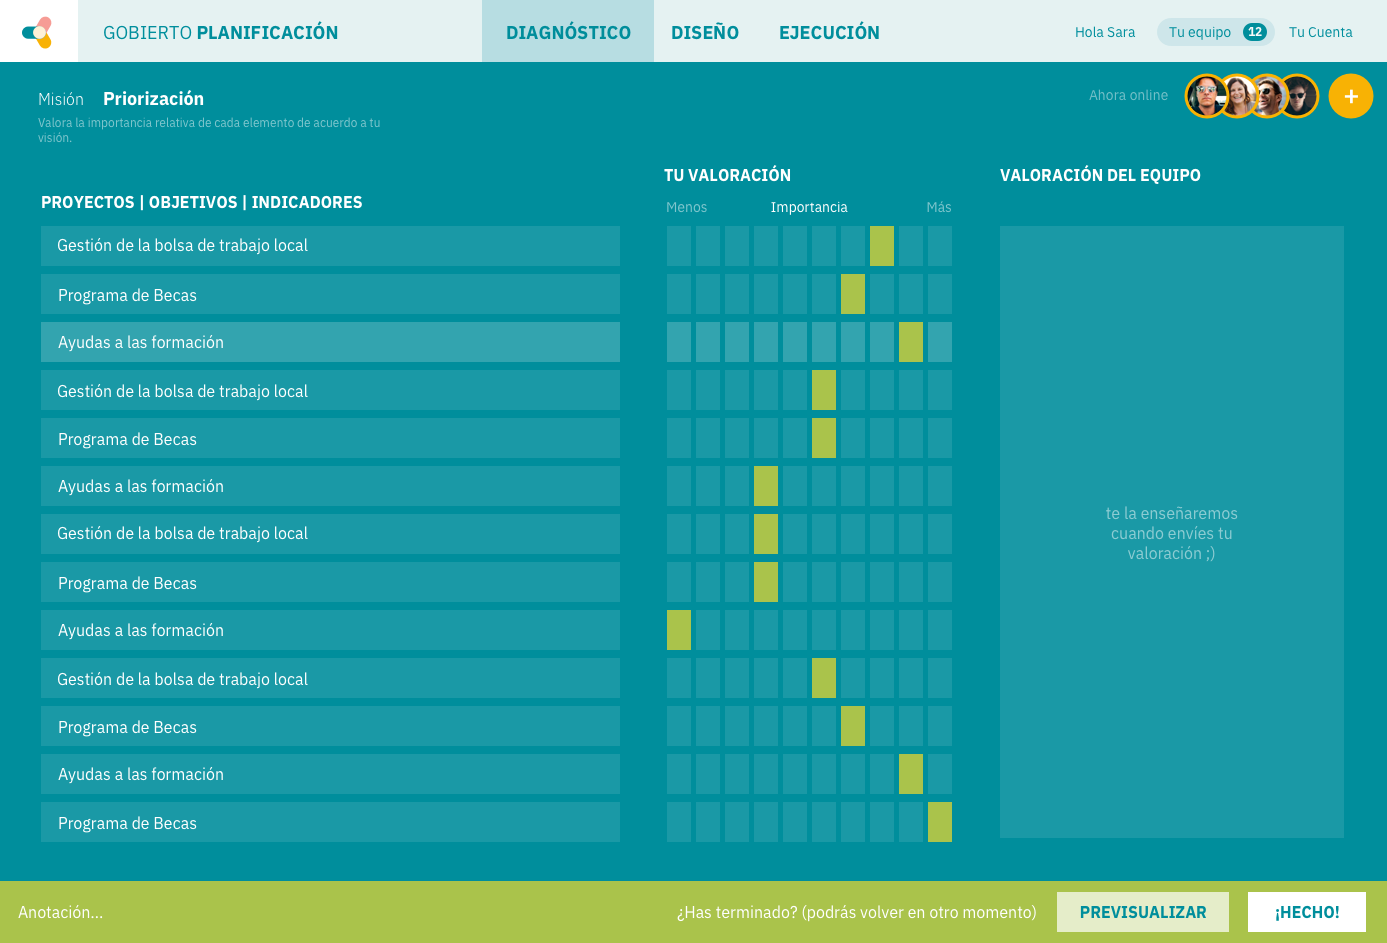 GOBIERTO PLANIFICACIÓN
DIAGNÓSTICO
DISEÑO
EJECUCIÓN
Hola Sara
Tu equipo 12
Tu Cuenta
Misión
Priorización
Valora la importancia relativa de cada elemento de acuerdo a tu
visión.
Ahora online
+
TU VALORACIÓN
VALORACIÓN DEL EQUIPO
PROYECTOS | OBJETIVOS | INDICADORES
Menos
Importancia
Más
Gestión de la bolsa de trabajo local
Programa de Becas
Ayudas a las formación
Gestión de la bolsa de trabajo local
Programa de Becas
Ayudas a las formación
Gestión de la bolsa de trabajo local
Programa de Becas
Ayudas a las formación
Gestión de la bolsa de trabajo local
Programa de Becas
Ayudas a las formación
Programa de Becas
te la enseñaremos
cuando envíes tu
valoración ;)
Anotación...
¿Has terminado? (podrás volver en otro momento)
PREVISUALIZAR
¡HECHO!